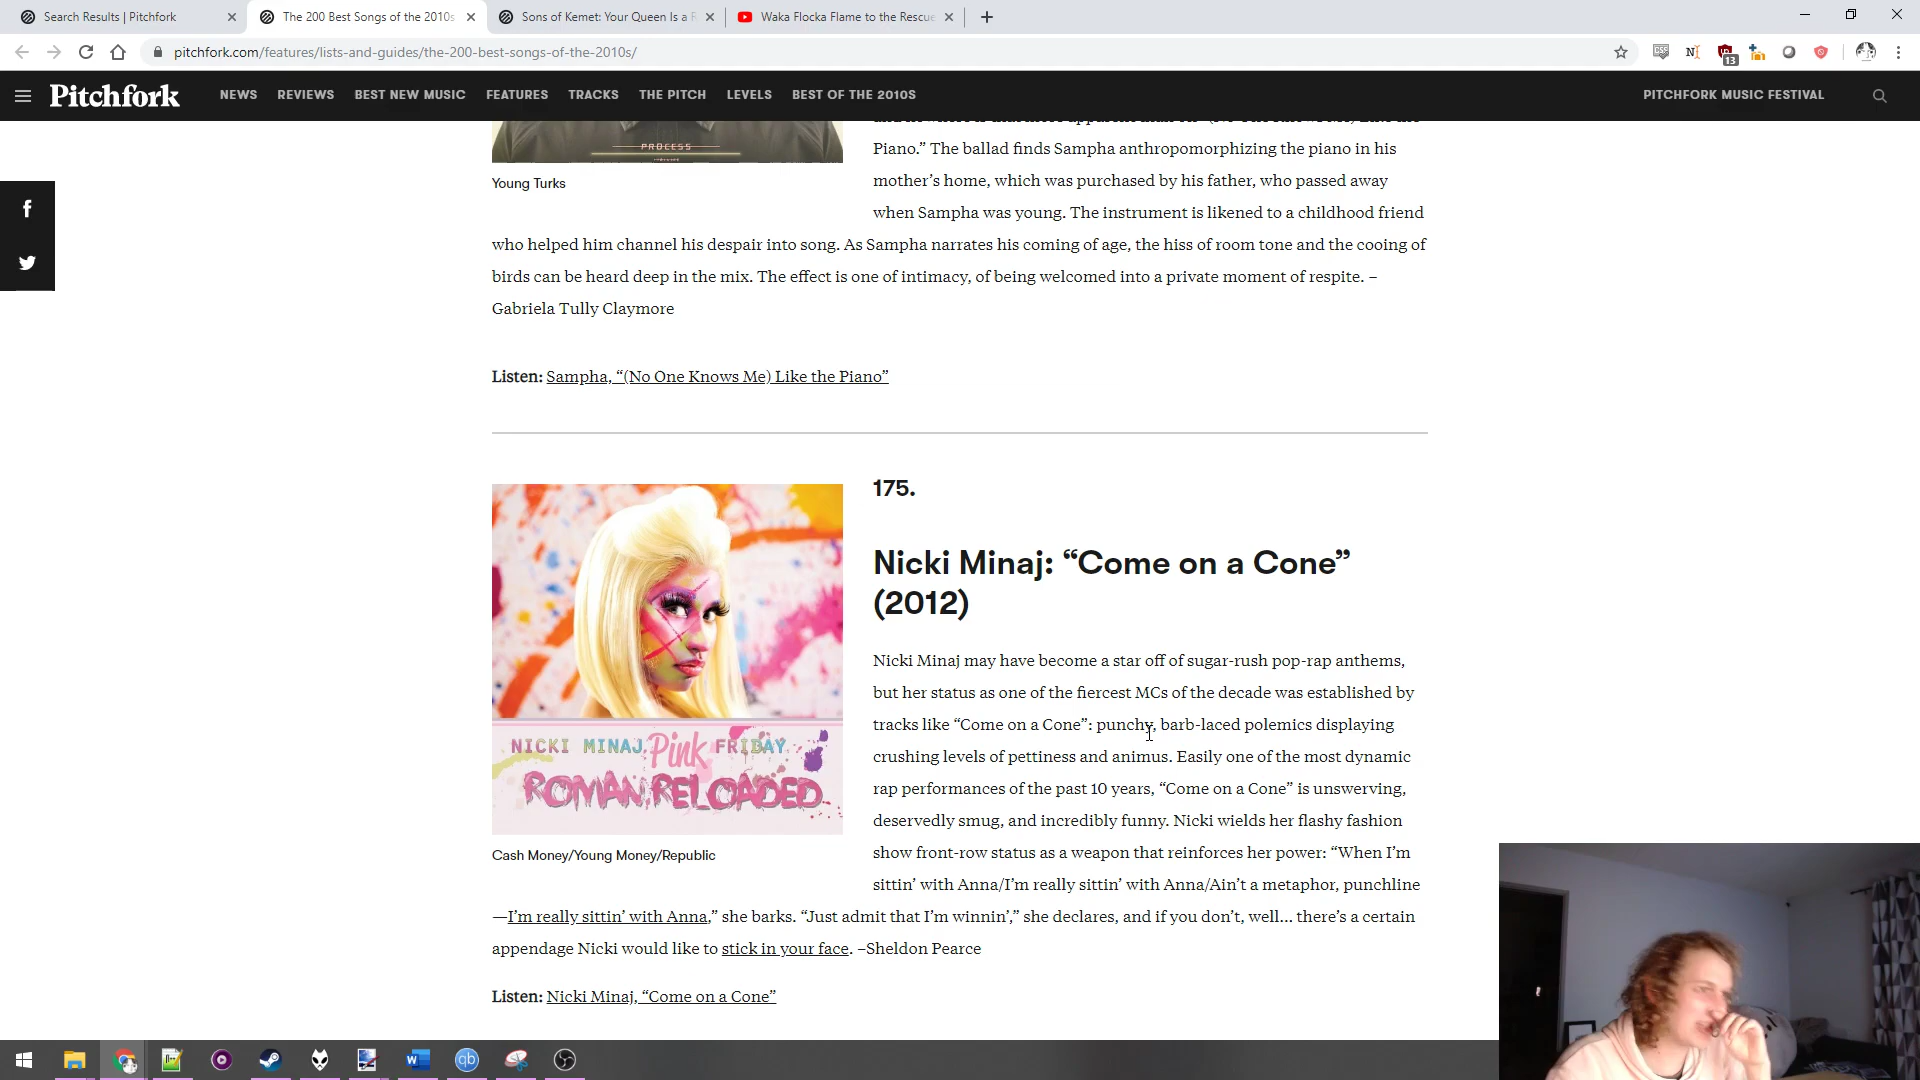 Search Results | Pitchfork
The 200 Best Songs of the 2010s
Sons of Kemet: Your Queen Is a R
Waka Flocka Flame to the Rescue
pitchfork.com/features/lists-and-guides/the-200-best-songs-of-the-2010s/
13
Pitchfork
NEWS REVIEWS BEST NEW MUSIC FEATURES TRACKS THE PITCH LEVELS BEST OF THE 2010S PITCHFORK MUSIC FESTIVAL
PROCESS
Young Turks
Piano.” The ballad finds Sampha anthropomorphizing the piano in his
mother’s home, which was purchased by his father, who passed away
when Sampha was young. The instrument is likened to a childhood friend
who helped him channel his despair into song. As Sampha narrates his coming of age, the hiss of room tone and the cooing of
birds can be heard deep in the mix. The effect is one of intimacy, of being welcomed into a private moment of respite. –
Gabriela Tully Claymore
Listen: Sampha, “(No One Knows Me) Like the Piano”
175.
Nicki Minaj: “Come on a Cone”
(2012)
NICKI MINAJ Pink FRIDAY
ROMAN RELOADED
Cash Money/Young Money/Republic
Nicki Minaj may have become a star off of sugar-rush pop-rap anthems,
but her status as one of the fiercest MCs of the decade was established by
tracks like “Come on a Cone”: punchy, barb-laced polemics displaying
crushing levels of pettiness and animus. Easily one of the most dynamic
rap performances of the past 10 years, “Come on a Cone” is unswerving,
deservedly smug, and incredibly funny. Nicki wields her flashy fashion
show front-row status as a weapon that reinforces her power: “When I’m
sittin’ with Anna/I’m really sittin’ with Anna/Ain’t a metaphor, punchline
—I’m really sittin’ with Anna,” she barks. “Just admit that I’m winnin’,” she declares, and if you don’t, well… there’s a certain
appendage Nicki would like to stick in your face. –Sheldon Pearce
Listen: Nicki Minaj, “Come on a Cone”